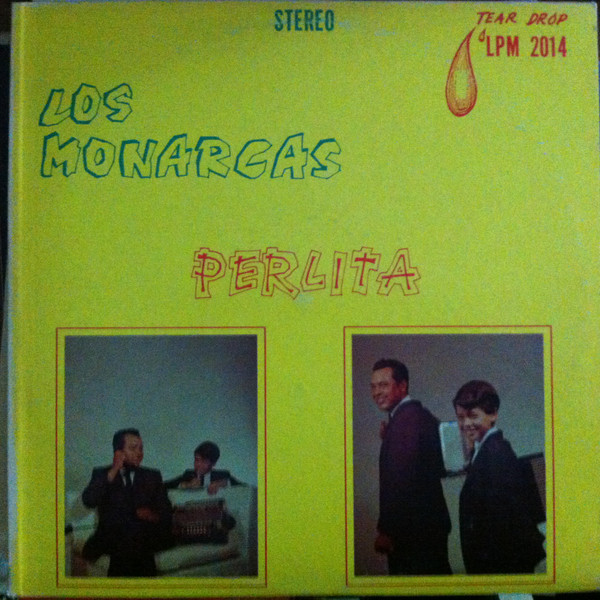 STEREO
TEAR DROP
LPM 2014
LOS
MONARCAS
PERLITA